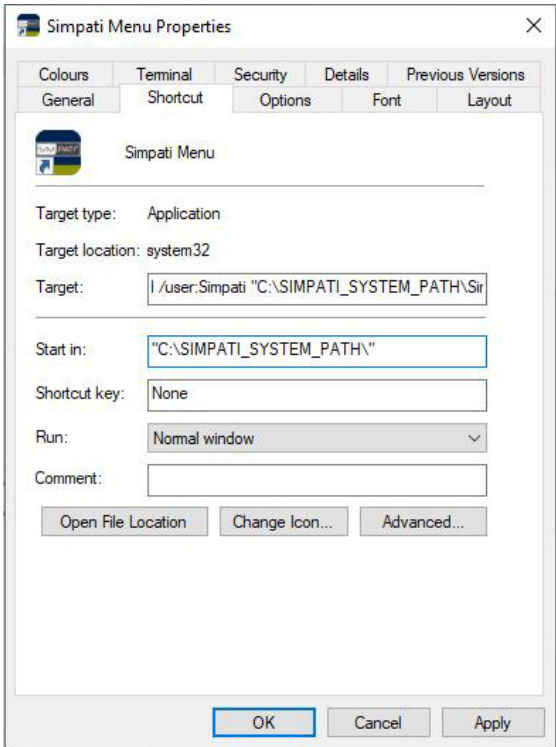 Simpati Menu Properties
Colours Terminal Security Details Previous Versions
General Shortcut Options Font Layout
Simpati Menu
Target type: Application
Target location: system32
Target: l /user:Simpati "C:\SIMPATI_SYSTEM_PATH\Sir
Start in: "C:\SIMPATI_SYSTEM_PATH\"
Shortcut key: None
Run: Normal window
Comment:
Open File Location Change Icon... Advanced...
OK Cancel Apply